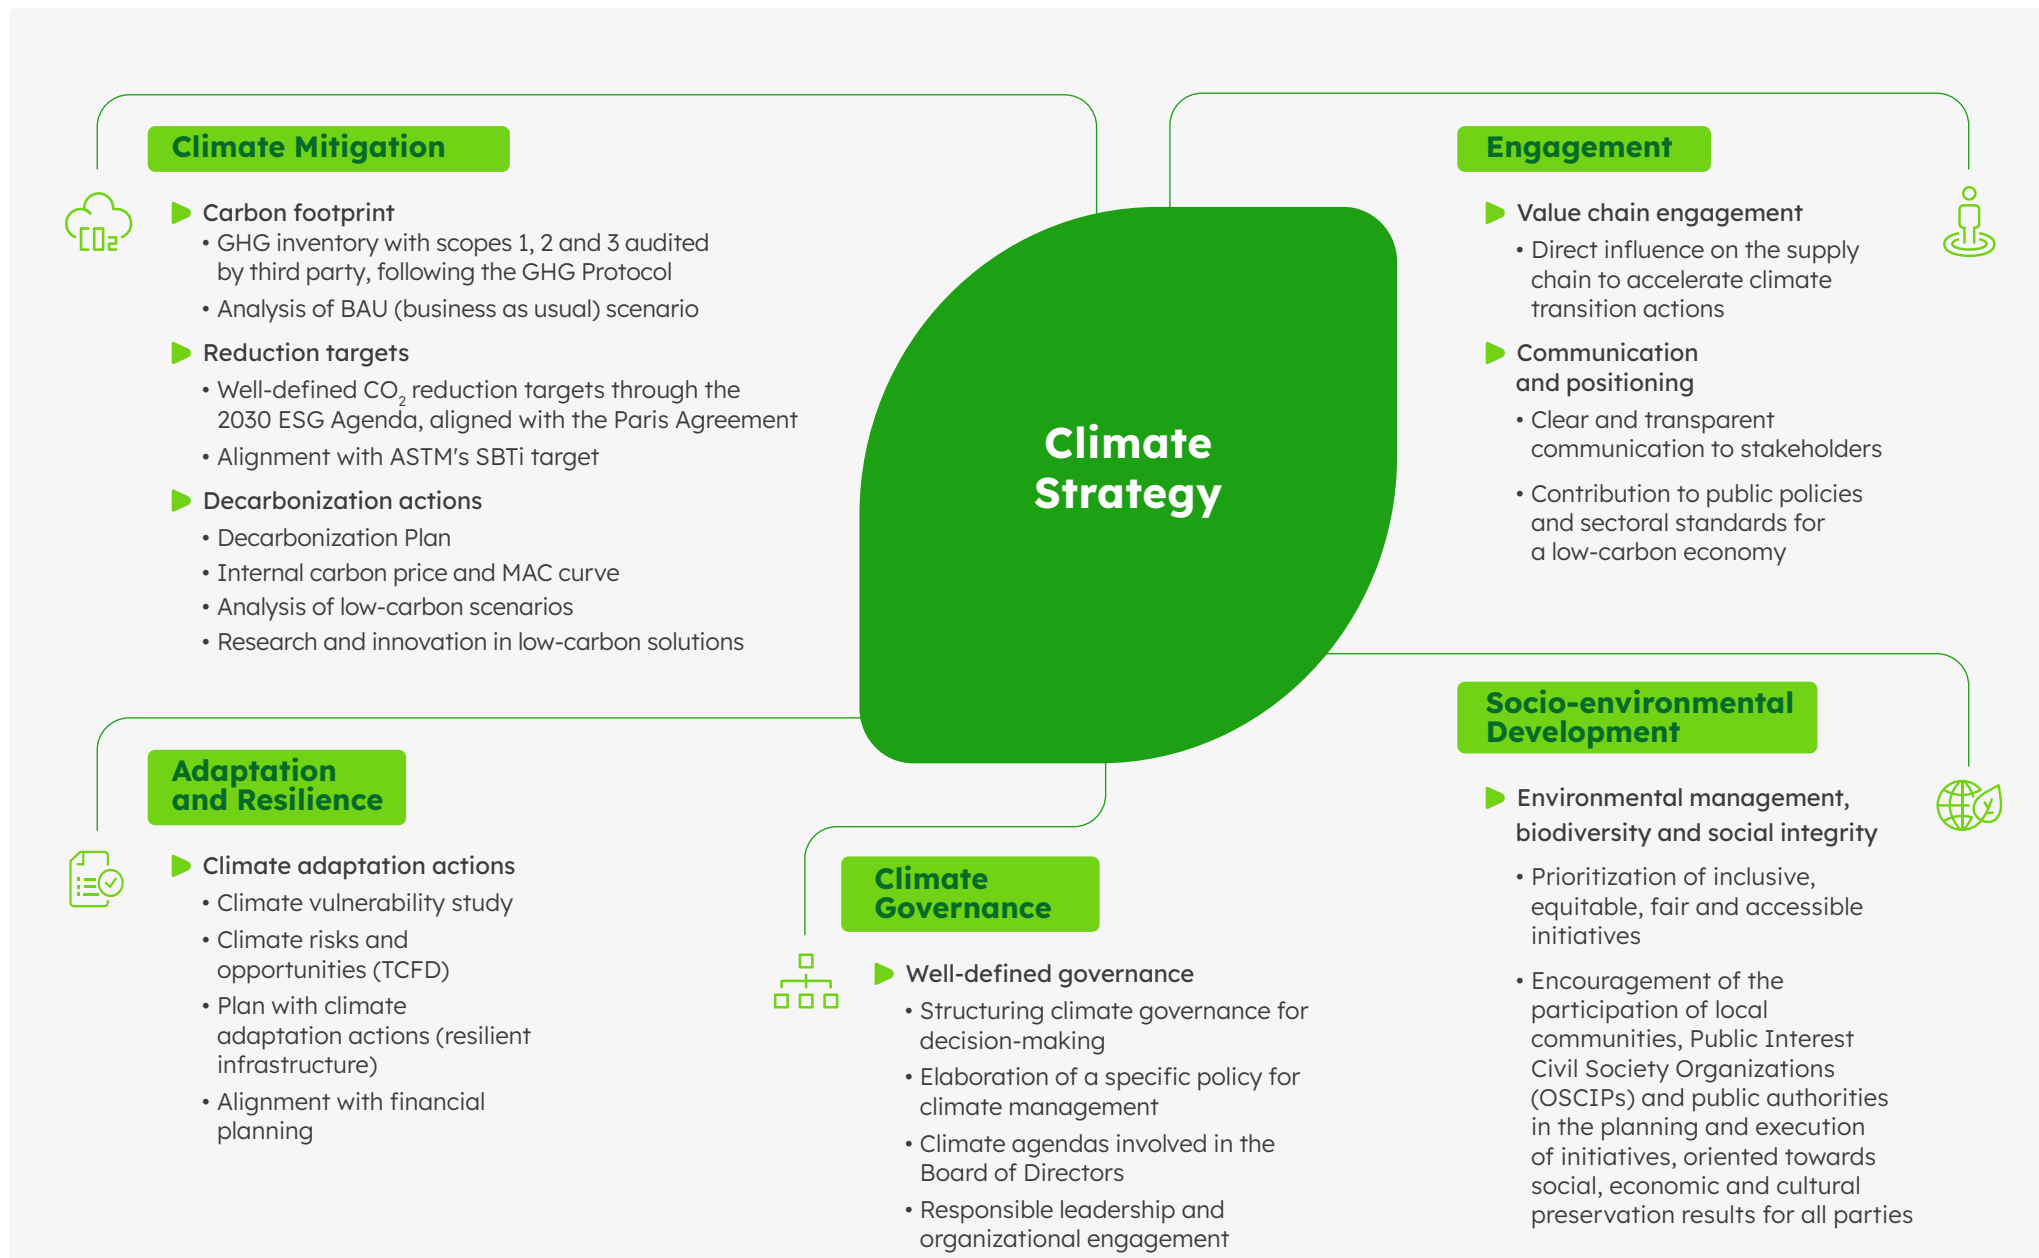 Climate Mitigation
Carbon footprint
• GHG inventory with scopes 1, 2 and 3 audited
by third party, following the GHG Protocol
• Analysis of BAU (business as usual) scenario
Reduction targets
• Well-defined CO₂ reduction targets through the
2030 ESG Agenda, aligned with the Paris Agreement
• Alignment with ASTM's SBTi target
Decarbonization actions
• Decarbonization Plan
• Internal carbon price and MAC curve
• Analysis of low-carbon scenarios
• Research and innovation in low-carbon solutions
CO₂
Climate
Strategy
Engagement
Value chain engagement
• Direct influence on the supply
chain to accelerate climate
transition actions
Communication
and positioning
• Clear and transparent
communication to stakeholders
• Contribution to public policies
and sectoral standards for
a low-carbon economy
Adaptation
and Resilience
Climate adaptation actions
• Climate vulnerability study
• Climate risks and
opportunities (TCFD)
• Plan with climate
adaptation actions (resilient
infrastructure)
• Alignment with financial
planning
Climate
Governance
Well-defined governance
• Structuring climate governance for
decision-making
• Elaboration of a specific policy for
climate management
• Climate agendas involved in the
Board of Directors
• Responsible leadership and
organizational engagement
Socio-environmental
Development
Environmental management,
biodiversity and social integrity
• Prioritization of inclusive,
equitable, fair and accessible
initiatives
• Encouragement of the
participation of local
communities, Public Interest
Civil Society Organizations
(OSCIPs) and public authorities
in the planning and execution
of initiatives, oriented towards
social, economic and cultural
preservation results for all parties